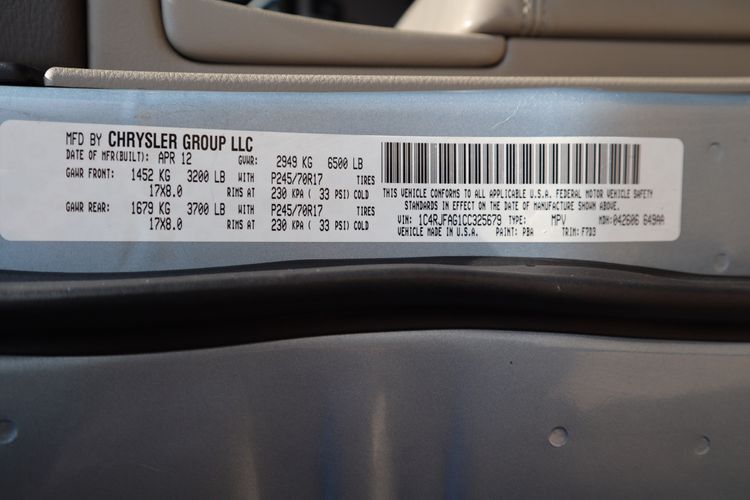 MFD BY CHRYSLER GROUP LLC
DATE OF MFR(BUILT): APR 12 GVWR: 2949 KG 6500 LB
GAWR FRONT: 1452 KG 3200 LB WITH P245/70R17 TIRES
17X8.0 RIMS AT 230 KPA ( 33 PSI) COLD
GAWR REAR: 1679 KG 3700 LB WITH P245/70R17 TIRES
17X8.0 RIMS AT 230 KPA ( 33 PSI) COLD
THIS VEHICLE CONFORMS TO ALL APPLICABLE U.S.A. FEDERAL MOTOR VEHICLE SAFETY
STANDARDS IN EFFECT ON THE DATE OF MANUFACTURE SHOWN ABOVE.
VIN: 1C4RJFAG1CC325679 TYPE: MPV MDH: 042606 649AA
VEHICLE MADE IN U.S.A. PAINT: PBA TRIM: F7D3